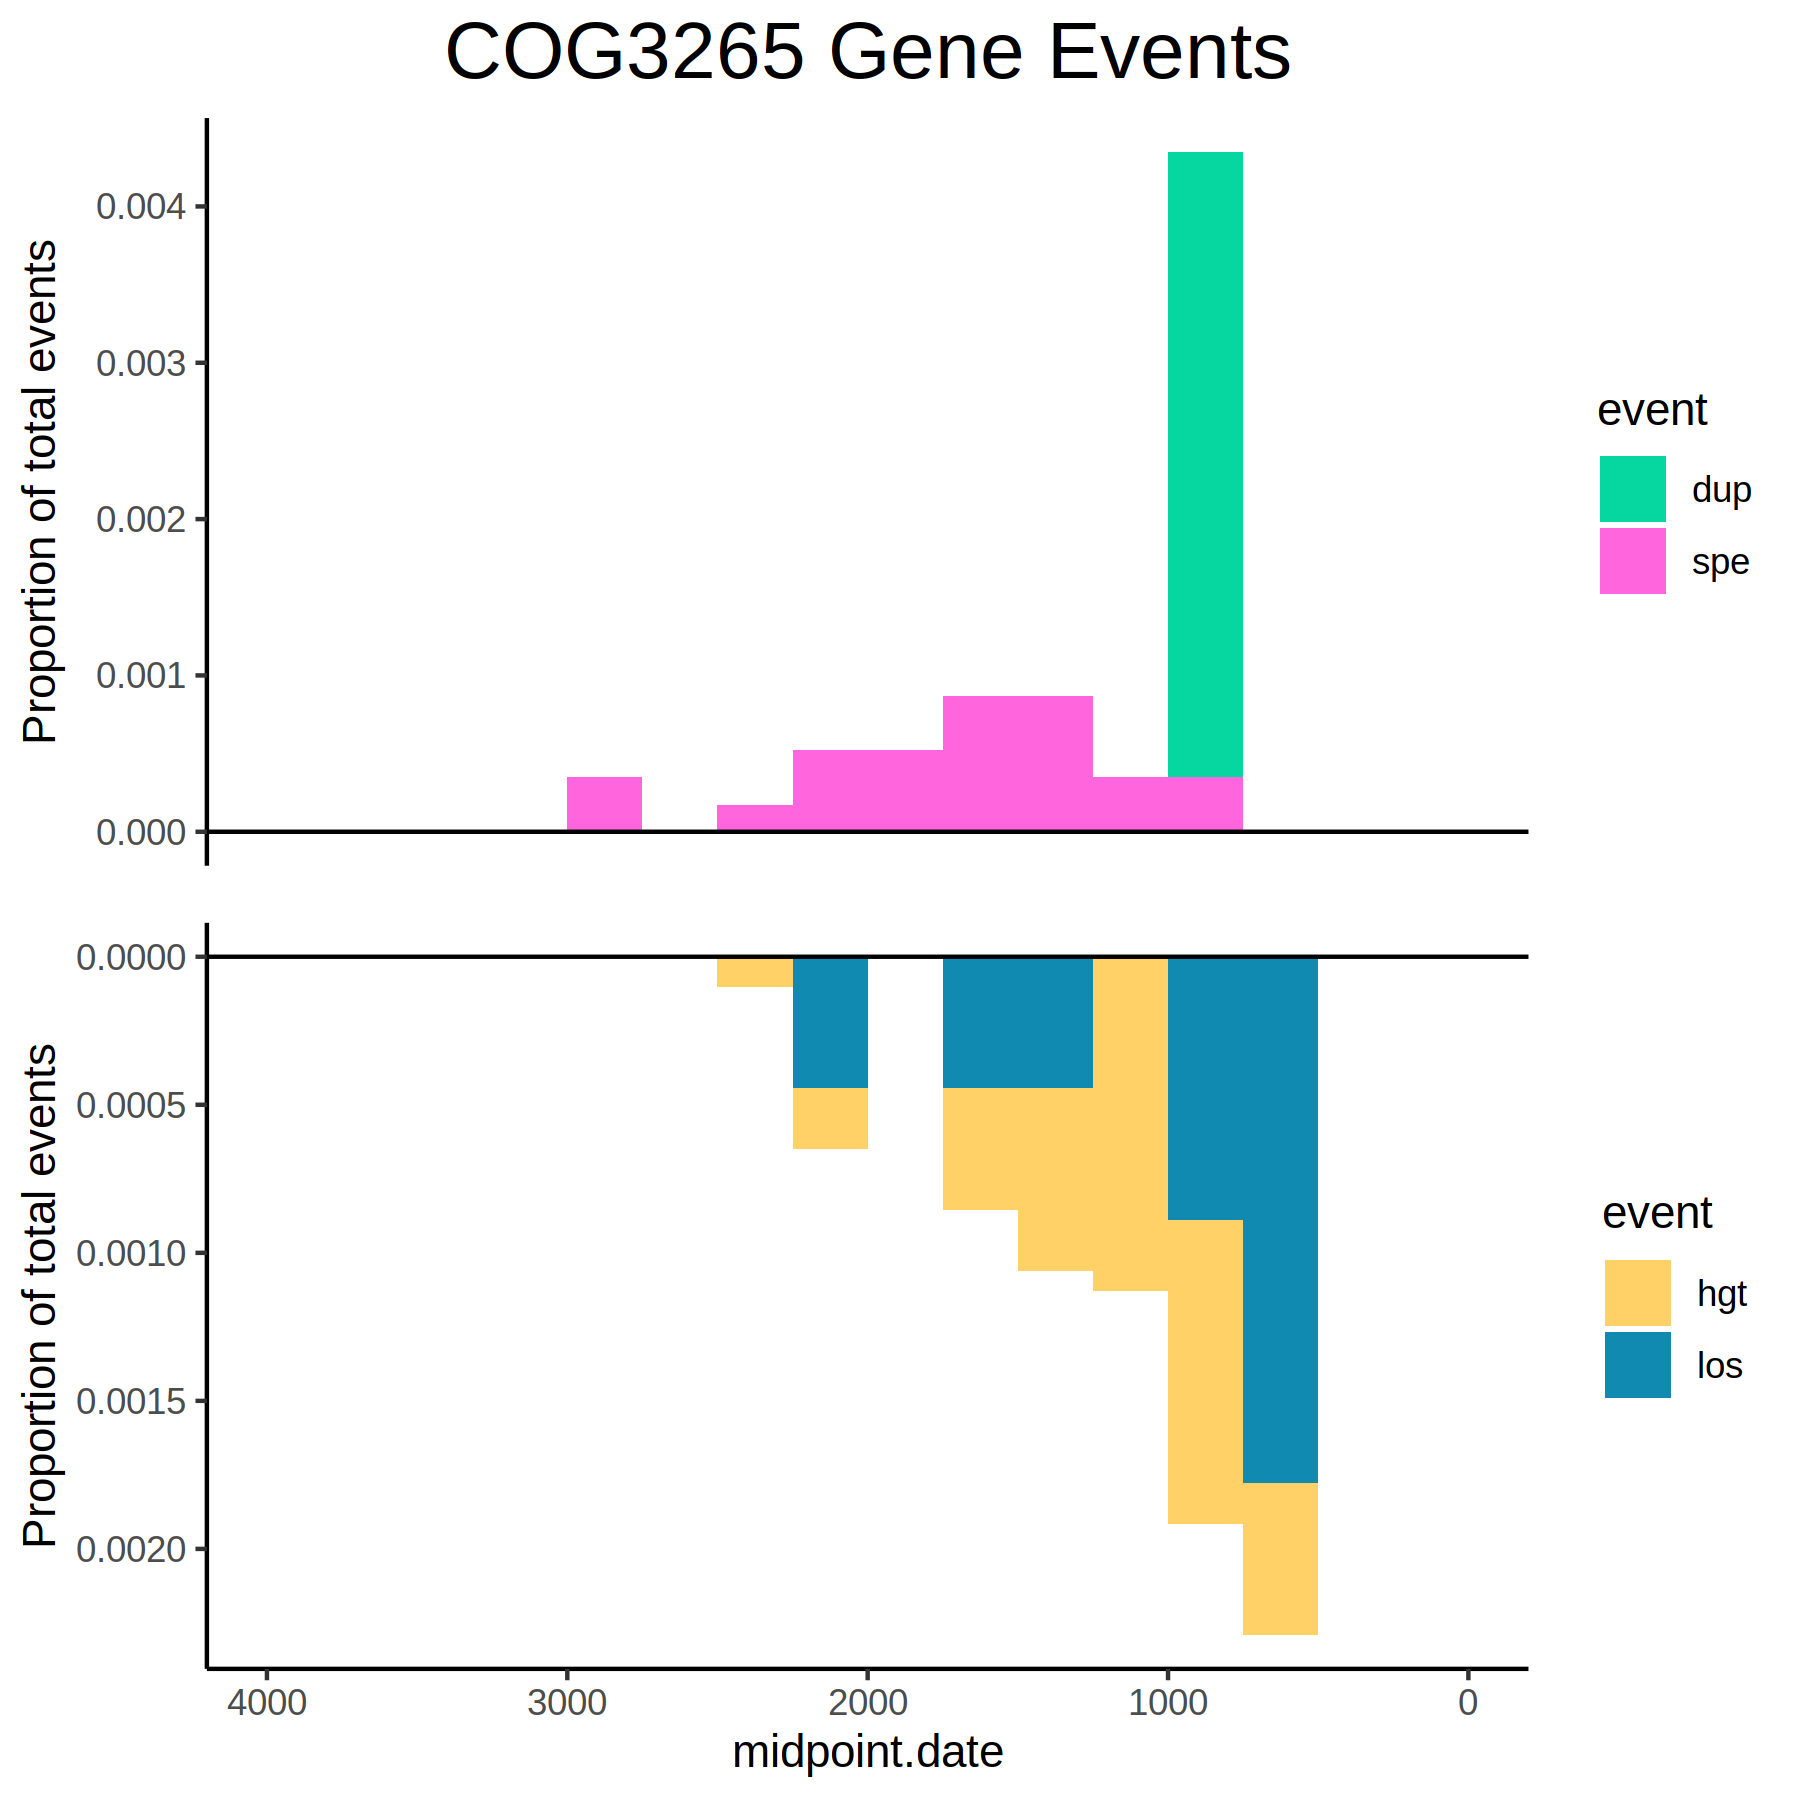 COG3265 Gene Events
Proportion of total events
0.004
0.003
0.002
0.001
0.000
event
dup
spe
Proportion of total events
0.0000
0.0005
0.0010
0.0015
0.0020
event
hgt
los
4000 3000 2000 1000 0
midpoint.date